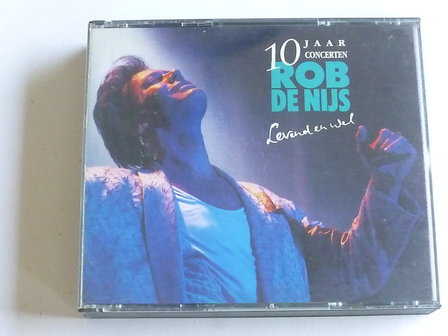 10 JAAR
CONCERTEN
ROB
DE NIJS
Levend en wel